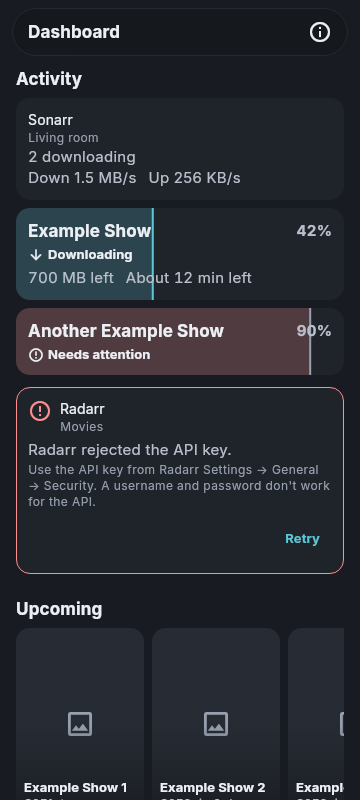 Dashboard
Activity
Sonarr
Living room
2 downloading
Down 1.5 MB/s Up 256 KB/s
Example Show 42%
Downloading
700 MB left About 12 min left
Another Example Show 90%
Needs attention
Radarr
Movies
Radarr rejected the API key.
Use the API key from Radarr Settings → General
→ Security. A username and password don't work
for the API.
Retry
Upcoming
Example Show 1 Example Show 2